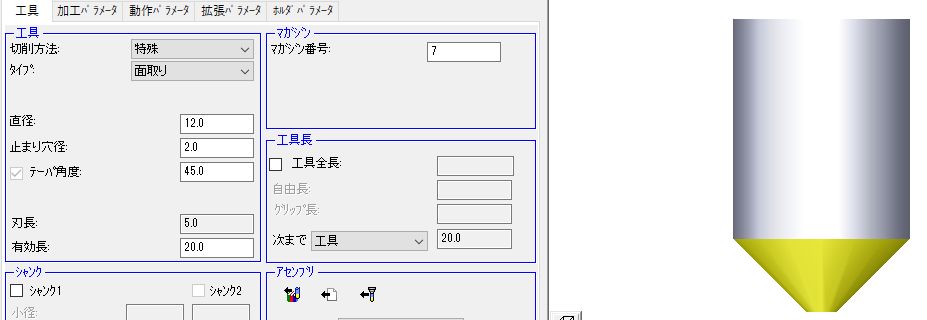 工具 加工ﾊﾟﾗﾒｰﾀ 動作ﾊﾟﾗﾒｰﾀ 拡張ﾊﾟﾗﾒｰﾀ ﾎﾙﾀﾞﾊﾟﾗﾒｰﾀ
工具
切削方法: 特殊
ﾀｲﾌﾟ: 面取り
直径: 12.0
止まり穴径: 2.0
ﾃｰﾊﾟ角度: 45.0
刃長: 5.0
有効長: 20.0
ｼｬﾝｸ
ｼｬﾝｸ1 ｼｬﾝｸ2
小径:
ﾏｶﾞｼﾞﾝ
ﾏｶﾞｼﾞﾝ番号: 7
工具長
工具全長:
自由長:
ｸﾞﾘｯﾌﾟ長:
次まで 工具 20.0
ｱｾﾝﾌﾞﾘ